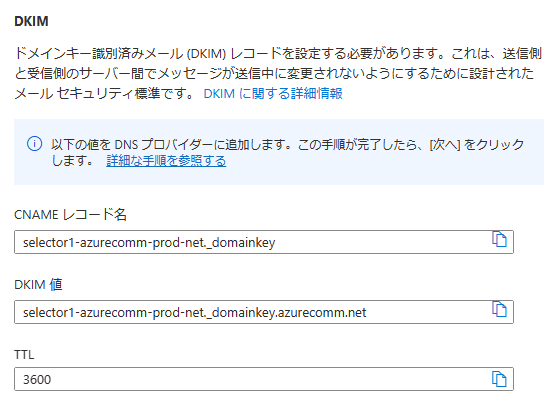 DKIM
ドメインキー識別済みメール (DKIM) レコードを設定する必要があります。これは、送信側
と受信側のサーバー間でメッセージが送信中に変更されないようにするために設計された
メール セキュリティ標準です。 DKIM に関する詳細情報
以下の値を DNS プロバイダーに追加します。この手順が完了したら、[次へ] をクリック
します。 詳細な手順を参照する
CNAME レコード名
selector1-azurecomm-prod-net._domainkey
DKIM 値
selector1-azurecomm-prod-net._domainkey.azurecomm.net
TTL
3600